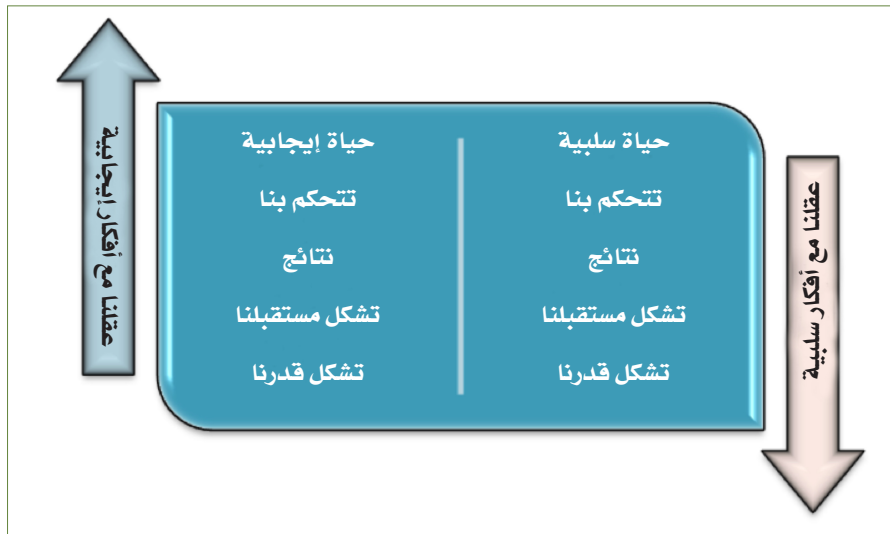 عقلنا مع أفكار سلبية
حياة سلبية
تتحكم بنا
نتائج
تشكل مستقبلنا
تشكل قدرنا
حياة إيجابية
تتحكم بنا
نتائج
تشكل مستقبلنا
تشكل قدرنا
عقلنا مع أفكار إيجابية